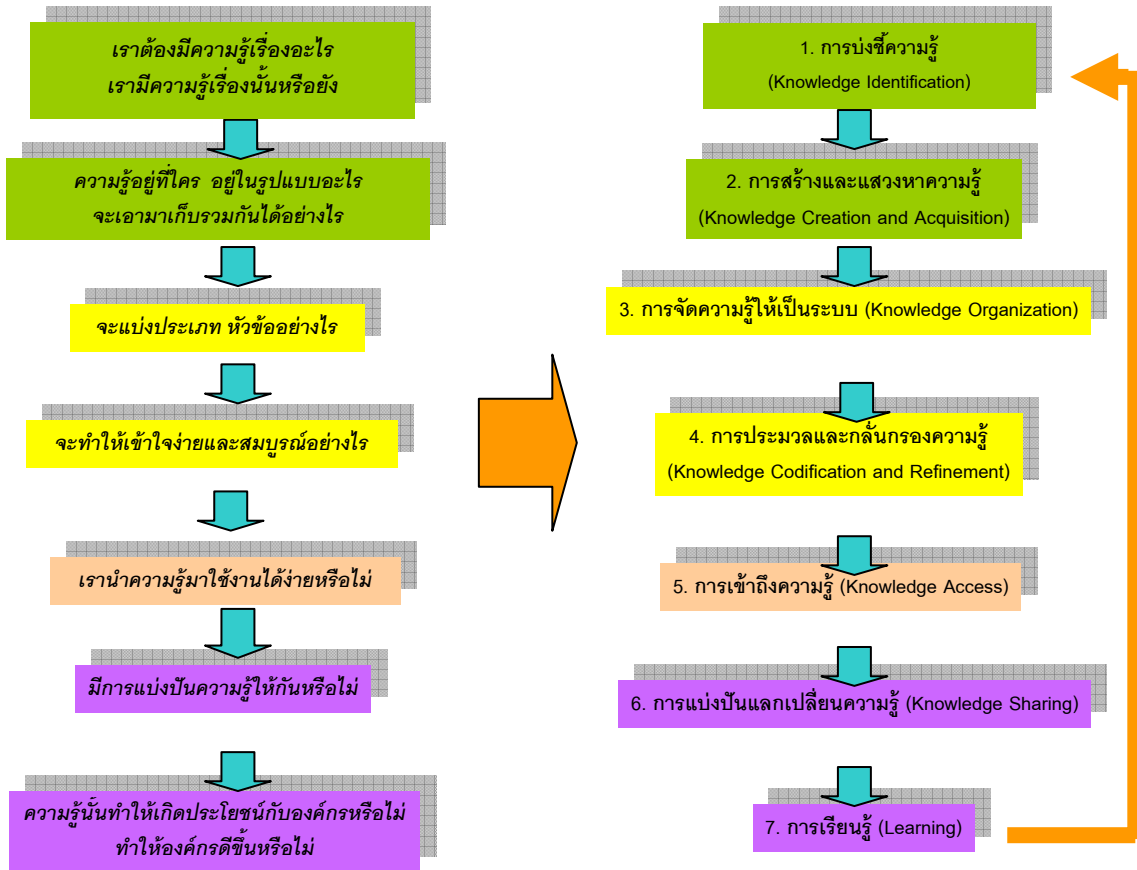 เราต้องมีความรู้เรื่องอะไร
เรามีความรู้เรื่องนั้นหรือยัง
ความรู้อยู่ที่ใคร อยู่ในรูปแบบอะไร
จะเอามาเก็บรวมกันได้อย่างไร
จะแบ่งประเภท หัวข้ออย่างไร
จะทำให้เข้าใจง่ายและสมบูรณ์อย่างไร
เรานำความรู้มาใช้งานได้ง่ายหรือไม่
มีการแบ่งปันความรู้ให้กันหรือไม่
ความรู้นั้นทำให้เกิดประโยชน์กับองค์กรหรือไม่
ทำให้องค์กรดีขึ้นหรือไม่
1. การบ่งชี้ความรู้
(Knowledge Identification)
2. การสร้างและแสวงหาความรู้
(Knowledge Creation and Acquisition)
3. การจัดความรู้ให้เป็นระบบ (Knowledge Organization)
4. การประมวลและกลั่นกรองความรู้
(Knowledge Codification and Refinement)
5. การเข้าถึงความรู้ (Knowledge Access)
6. การแบ่งปันแลกเปลี่ยนความรู้ (Knowledge Sharing)
7. การเรียนรู้ (Learning)